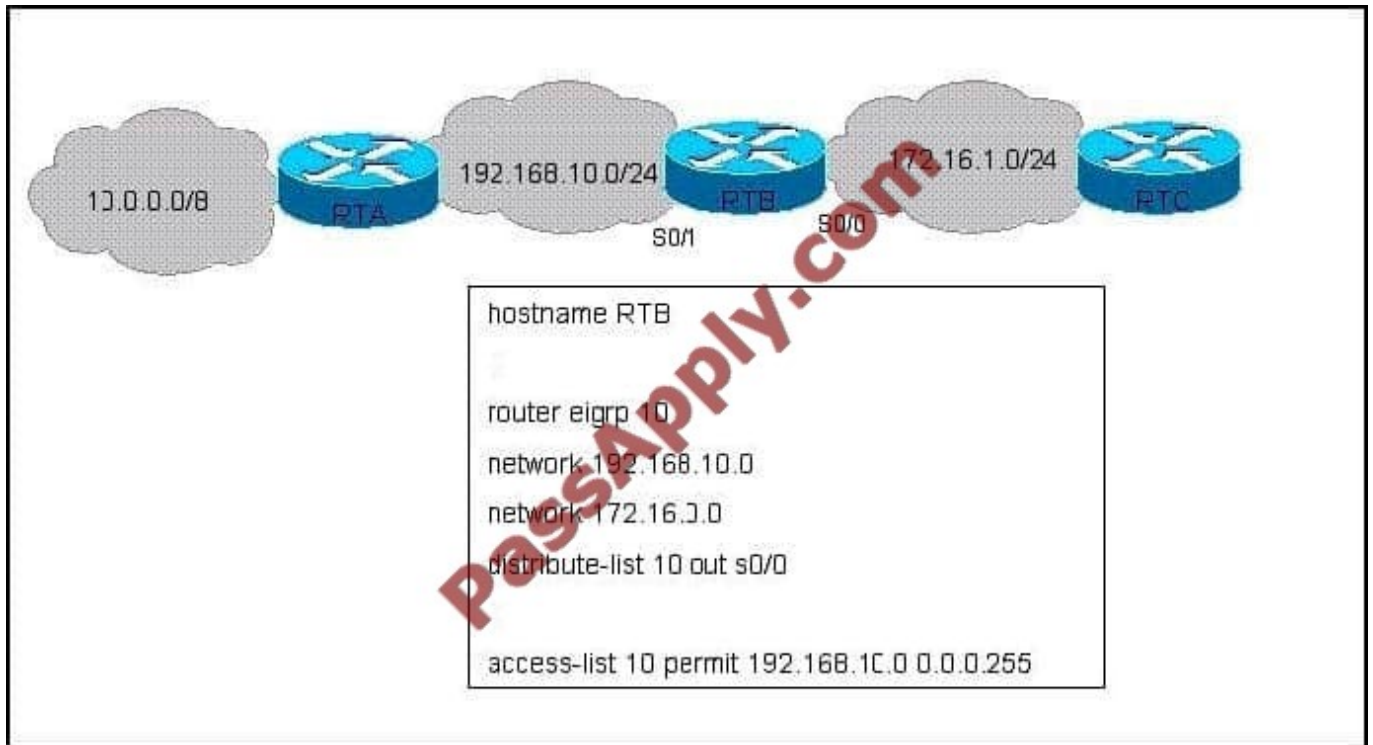 10.0.0.0/8
192.168.10.0/24
172.16.1.0/24
RTA
RTB
RTC
S0/1
S0/0
hostname RTB
router eigrp 10
network 192.168.10.0
network 172.16.0.0
distribute-list 10 out s0/0
access-list 10 permit 192.168.10.0 0.0.0.255
PassApply.com